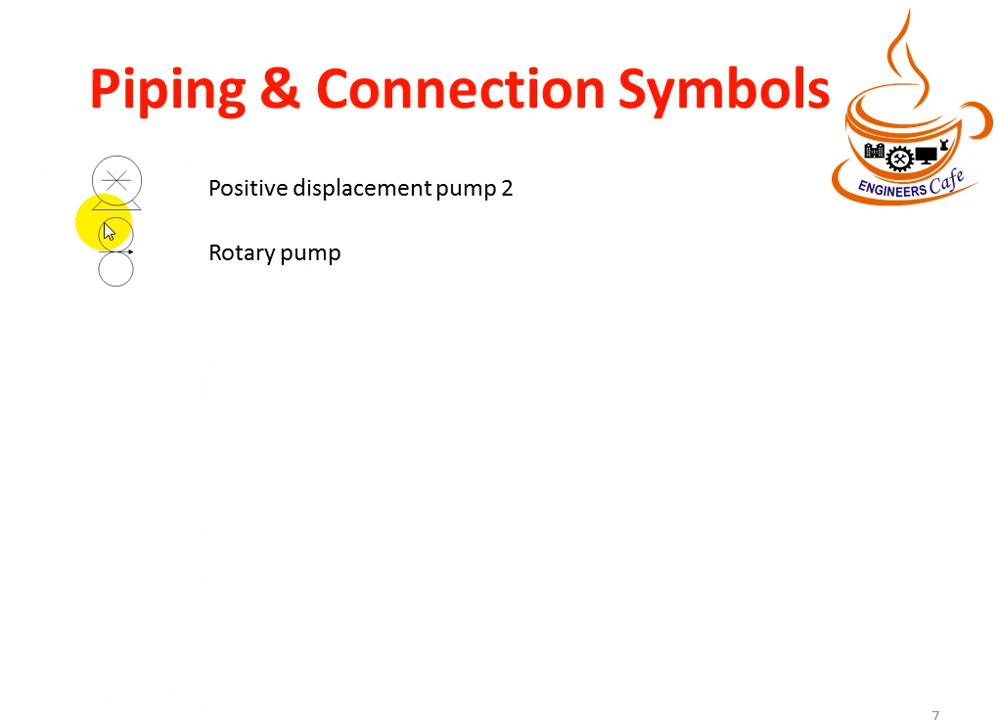 Piping & Connection Symbols
ENGINEERS Cafe
Positive displacement pump 2
Rotary pump
7